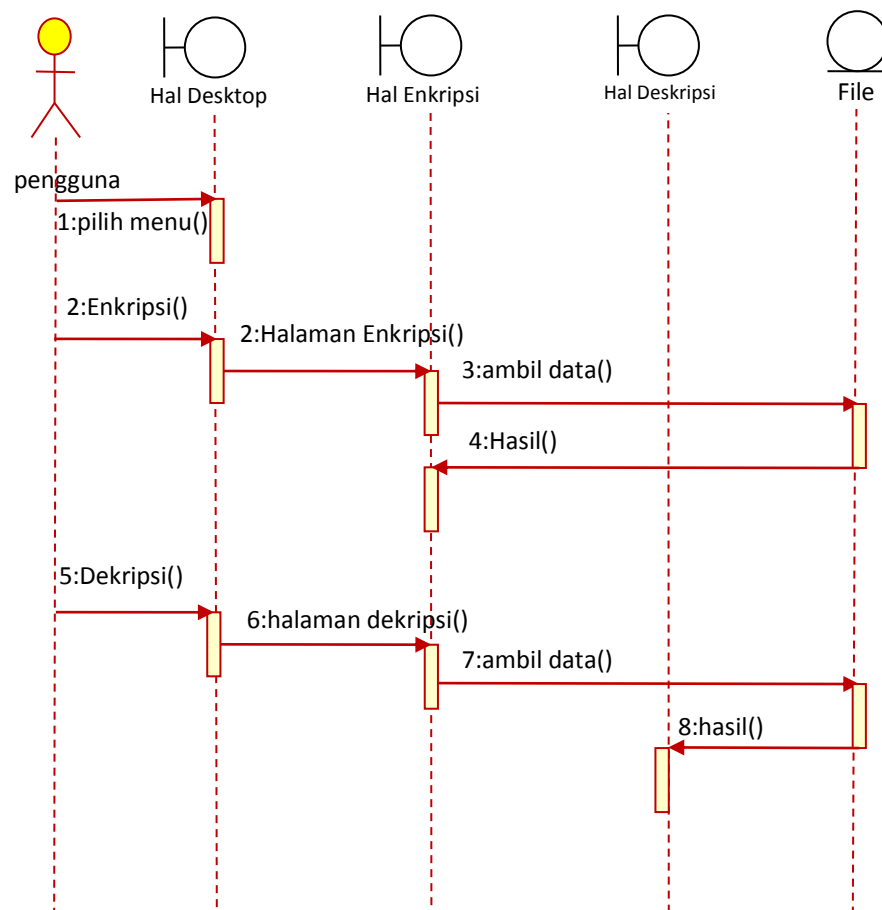 Hal Desktop
Hal Enkripsi
Hal Deskripsi
File
pengguna
1:pilih menu()
2:Enkripsi()
2:Halaman Enkripsi()
3:ambil data()
4:Hasil()
5:Dekripsi()
6:halaman dekripsi()
7:ambil data()
8:hasil()